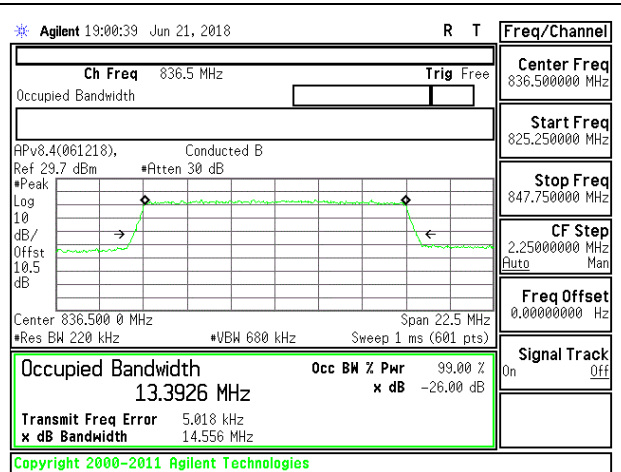 Agilent 19:00:39 Jun 21, 2018 R T
Freq/Channel
Ch Freq 836.5 MHz Trig Free
Occupied Bandwidth
Center Freq
836.500000 MHz
Start Freq
825.250000 MHz
Stop Freq
847.750000 MHz
CF Step
2.25000000 MHz
Auto Man
Freq Offset
0.00000000 Hz
Signal Track
On Off
APv8.4(061218), Conducted B
Ref 29.7 dBm #Atten 30 dB
#Peak
Log
10
dB/
Offst
10.5
dB
Center 836.500 0 MHz Span 22.5 MHz
#Res BW 220 kHz #VBW 680 kHz Sweep 1 ms (601 pts)
Occupied Bandwidth Occ BW % Pwr 99.00 %
13.3926 MHz x dB -26.00 dB
Transmit Freq Error 5.018 kHz
x dB Bandwidth 14.556 MHz
Copyright 2000-2011 Agilent Technologies